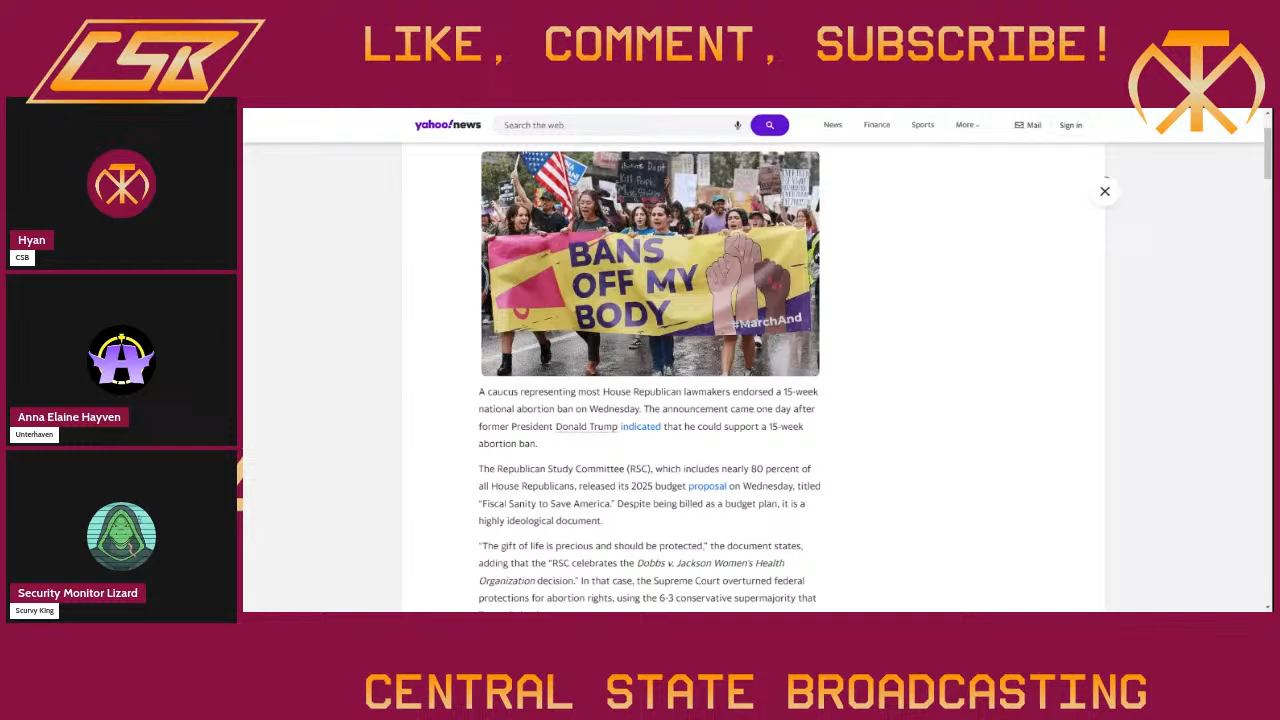 CSB
LIKE, COMMENT, SUBSCRIBE!
Hyan
CSB
Anna Elaine Hayven
Unterhaven
Security Monitor Lizard
Scurvy King
yahoo!news
Search the web
News
Finance
Sports
More
Mail
Sign in
BANS
OFF MY
BODY
#MarchAnd
A caucus representing most House Republican lawmakers endorsed a 15-week
national abortion ban on Wednesday. The announcement came one day after
former President Donald Trump indicated that he could support a 15-week
abortion ban.
The Republican Study Committee (RSC), which includes nearly 80 percent of
all House Republicans, released its 2025 budget proposal on Wednesday, titled
“Fiscal Sanity to Save America.” Despite being billed as a budget plan, it is a
highly ideological document.
“The gift of life is precious and should be protected,” the document states,
adding that the “RSC celebrates the Dobbs v. Jackson Women’s Health
Organization decision.” In that case, the Supreme Court overturned federal
protections for abortion rights, using the 6-3 conservative supermajority that
CENTRAL STATE BROADCASTING